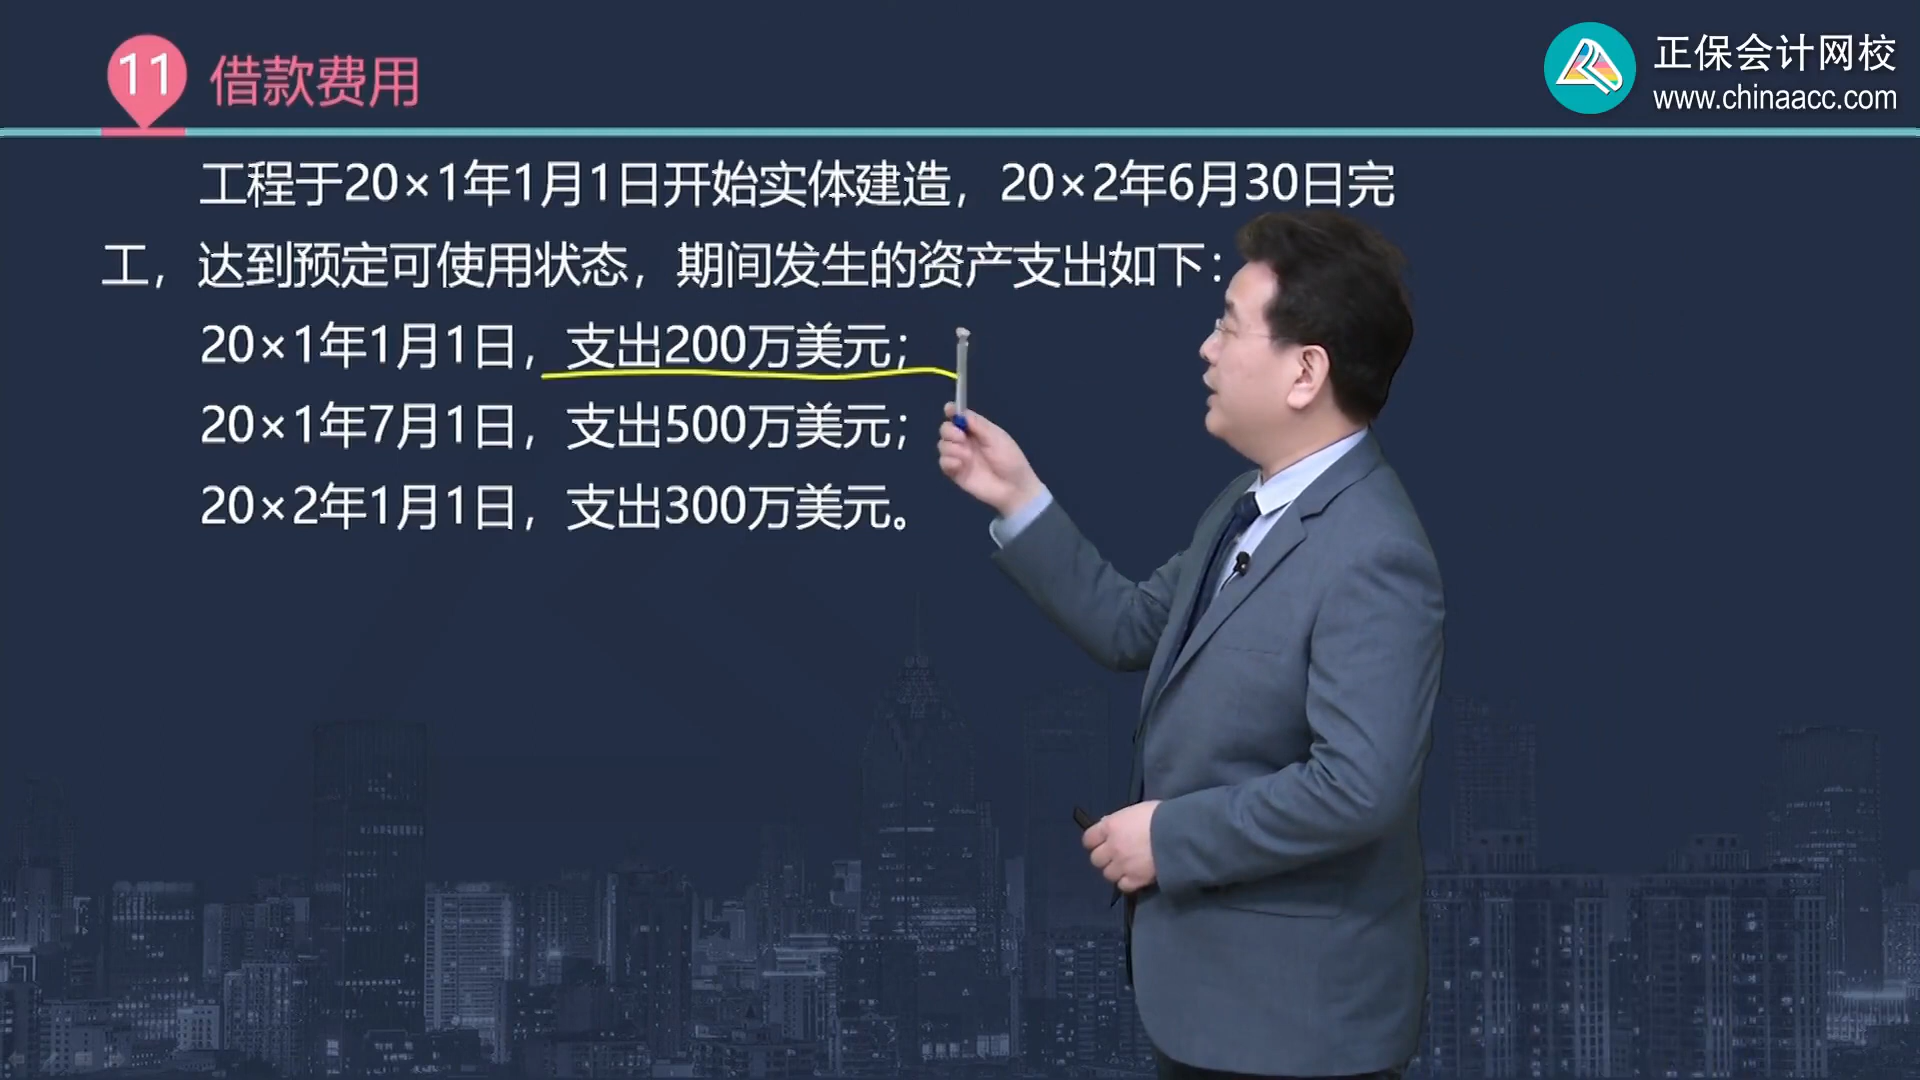 11 借款费用
正保会计网校
www.chinaacc.com
工程于20×1年1月1日开始实体建造，20×2年6月30日完
工，达到预定可使用状态，期间发生的资产支出如下：
20×1年1月1日，支出200万美元；
20×1年7月1日，支出500万美元；
20×2年1月1日，支出300万美元。